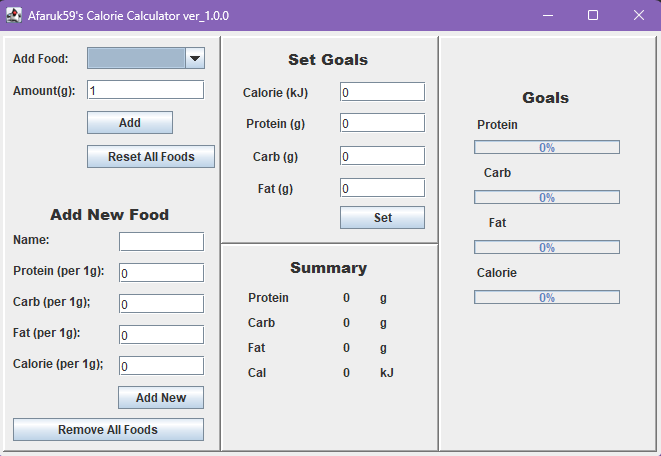 Afaruk59's Calorie Calculator ver_1.0.0
Add Food:
Amount(g): 1
Add
Reset All Foods
Add New Food
Name:
Protein (per 1g): 0
Carb (per 1g); 0
Fat (per 1g): 0
Calorie (per 1g); 0
Add New
Remove All Foods
Set Goals
Calorie (kJ) 0
Protein (g) 0
Carb (g) 0
Fat (g) 0
Set
Summary
Protein 0 g
Carb 0 g
Fat 0 g
Cal 0 kJ
Goals
Protein
0%
Carb
0%
Fat
0%
Calorie
0%